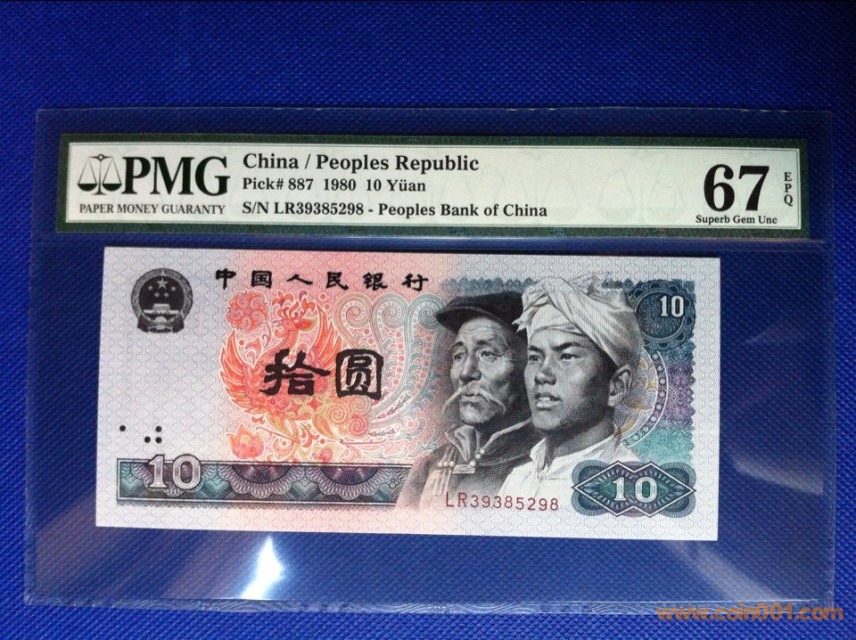 PMG
PAPER MONEY GUARANTY
China / Peoples Republic
Pick# 887 1980 10 Yüan
S/N LR39385298 - Peoples Bank of China
67
EPQ
Superb Gem Unc
中国人民银行
10
拾圆
10
LR39385298
10
www.coin001.com